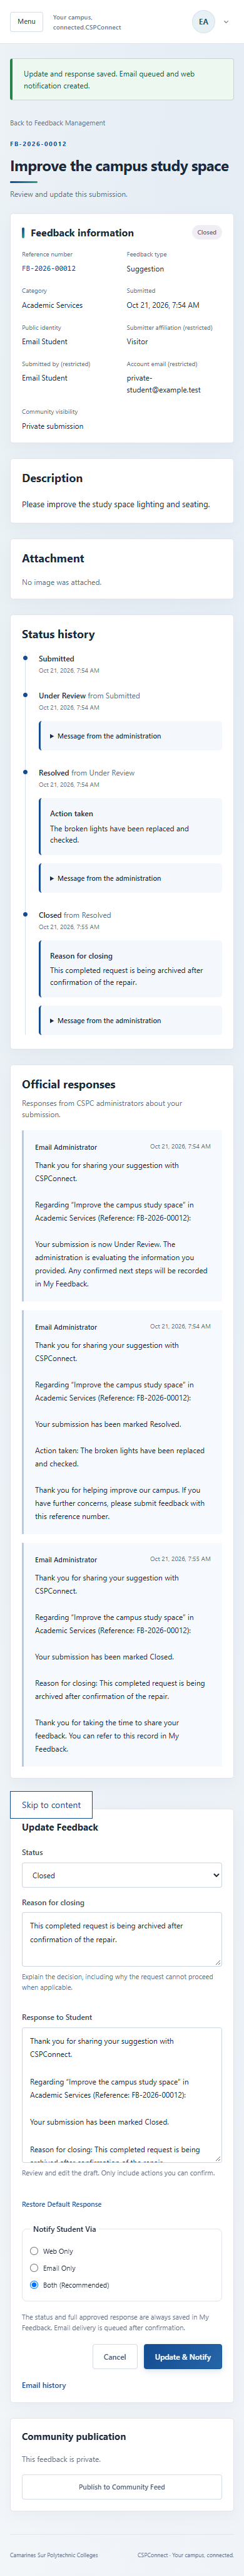 Menu
Your campus,
connected.CSPConnect
EA
Update and response saved. Email queued and web
notification created.
Back to Feedback Management
FB-2026-00012
Improve the campus study space
Review and update this submission.
Feedback information
Closed
Reference number
Feedback type
FB-2026-00012
Suggestion
Category
Submitted
Academic Services
Oct 21, 2026, 7:54 AM
Public identity
Submitter affiliation (restricted)
Email Student
Visitor
Submitted by (restricted)
Account email (restricted)
Email Student
private-
student@example.test
Community visibility
Private submission
Description
Please improve the study space lighting and seating.
Attachment
No image was attached.
Status history
Submitted
Oct 21, 2026, 7:54 AM
Under Review from Submitted
Oct 21, 2026, 7:54 AM
Message from the administration
Resolved from Under Review
Oct 21, 2026, 7:54 AM
Action taken
The broken lights have been replaced and
checked.
Message from the administration
Closed from Resolved
Oct 21, 2026, 7:55 AM
Reason for closing
This completed request is being archived after
confirmation of the repair.
Message from the administration
Official responses
Responses from CSPC administrators about your
submission.
Email Administrator
Oct 21, 2026, 7:54 AM
Thank you for sharing your suggestion with
CSPConnect.
Regarding “Improve the campus study space” in
Academic Services (Reference: FB-2026-00012):
Your submission is now Under Review. The
administration is evaluating the information you
provided. Any confirmed next steps will be recorded
in My Feedback.
Email Administrator
Oct 21, 2026, 7:54 AM
Thank you for sharing your suggestion with
CSPConnect.
Regarding “Improve the campus study space” in
Academic Services (Reference: FB-2026-00012):
Your submission has been marked Resolved.
Action taken: The broken lights have been replaced
and checked.
Thank you for helping improve our campus. If you
have further concerns, please submit feedback with
this reference number.
Email Administrator
Oct 21, 2026, 7:55 AM
Thank you for sharing your suggestion with
CSPConnect.
Regarding “Improve the campus study space” in
Academic Services (Reference: FB-2026-00012):
Your submission has been marked Closed.
Reason for closing: This completed request is being
archived after confirmation of the repair.
Thank you for taking the time to share your
feedback. You can refer to this record in My
Feedback.
Skip to content
Update Feedback
Status
Closed
Reason for closing
This completed request is being archived after
confirmation of the repair.
Explain the decision, including why the request cannot proceed
when applicable.
Response to Student
Thank you for sharing your suggestion with
CSPConnect.
Regarding “Improve the campus study space” in
Academic Services (Reference: FB-2026-00012):
Your submission has been marked Closed.
Reason for closing: This completed request is being
archived after confirmation of the repair.
Review and edit the draft. Only include actions you can confirm.
Restore Default Response
Notify Student Via
Web Only
Email Only
Both (Recommended)
The status and full approved response are always saved in My
Feedback. Email delivery is queued after confirmation.
Cancel
Update & Notify
Email history
Community publication
This feedback is private.
Publish to Community Feed
Camarines Sur Polytechnic Colleges
CSPConnect · Your campus, connected.